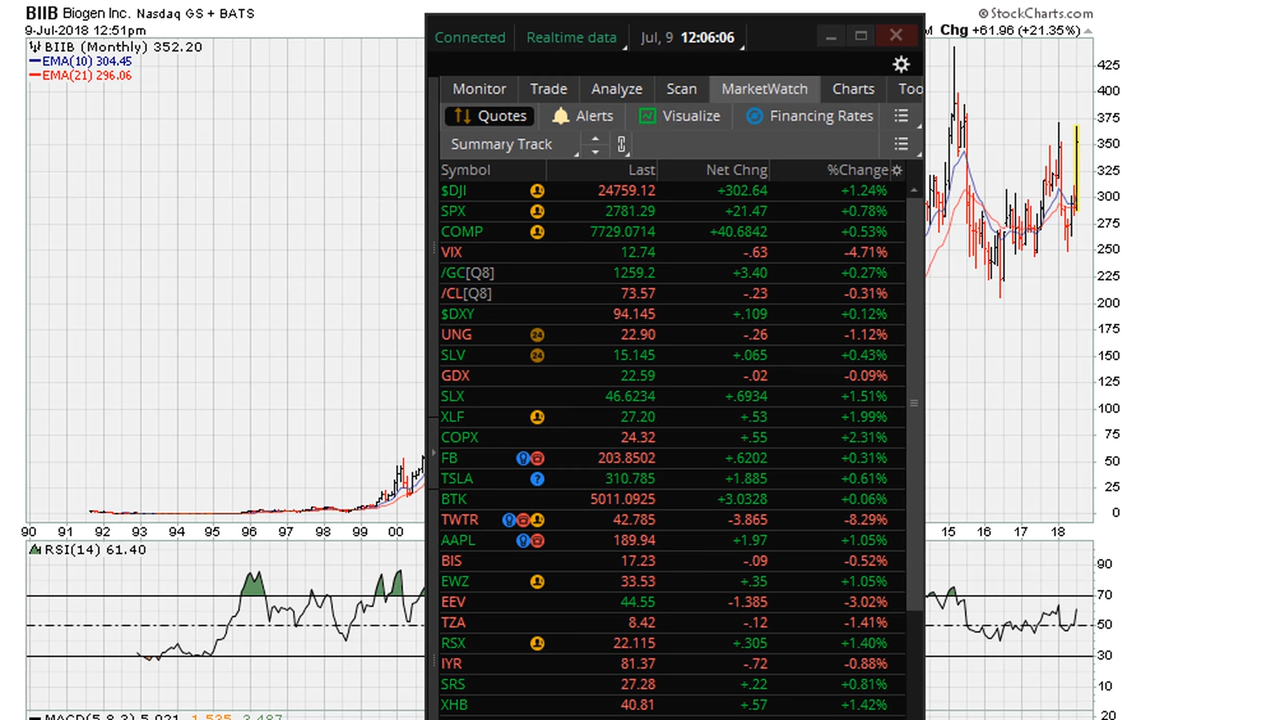 BIIB Biogen Inc. Nasdaq GS + BATS
© StockCharts.com
9-Jul-2018 12:51pm
Chg +61.96 (+21.35%)
BIIB (Monthly) 352.20
EMA(10) 304.45
EMA(21) 296.06
Connected Realtime data Jul, 9 12:06:06
Monitor Trade Analyze Scan MarketWatch Charts Too
Quotes Alerts Visualize Financing Rates
Summary Track
Symbol Last Net Chng %Change
$DJI 24759.12 +302.64 +1.24%
SPX 2781.29 +21.47 +0.78%
COMP 7729.0714 +40.6842 +0.53%
VIX 12.74 -.63 -4.71%
/GC[Q8] 1259.2 +3.40 +0.27%
/CL[Q8] 73.57 -.23 -0.31%
$DXY 94.145 +.109 +0.12%
UNG 24 22.90 -.26 -1.12%
SLV 24 15.145 +.065 +0.43%
GDX 22.59 -.02 -0.09%
SLX 46.6234 +.6934 +1.51%
XLF 27.20 +.53 +1.99%
COPX 24.32 +.55 +2.31%
FB 203.8502 +.6202 +0.31%
TSLA ? 310.785 +1.885 +0.61%
BTK 5011.0925 +3.0328 +0.06%
TWTR 42.785 -3.865 -8.29%
AAPL 189.94 +1.97 +1.05%
BIS 17.23 -.09 -0.52%
EWZ 33.53 +.35 +1.05%
EEV 44.55 -1.385 -3.02%
TZA 8.42 -.12 -1.41%
RSX 22.115 +.305 +1.40%
IYR 81.37 -.72 -0.88%
SRS 27.28 +.22 +0.81%
XHB 40.81 +.57 +1.42%
425
400
375
350
325
300
275
250
225
200
175
150
125
100
75
50
25
0
90 91 92 93 94 95 96 97 98 99 00
15 16 17 18
RSI(14) 61.40
90
70
50
30
10
MACD(5,8,3) 5.021, 1.535, 3.487
20